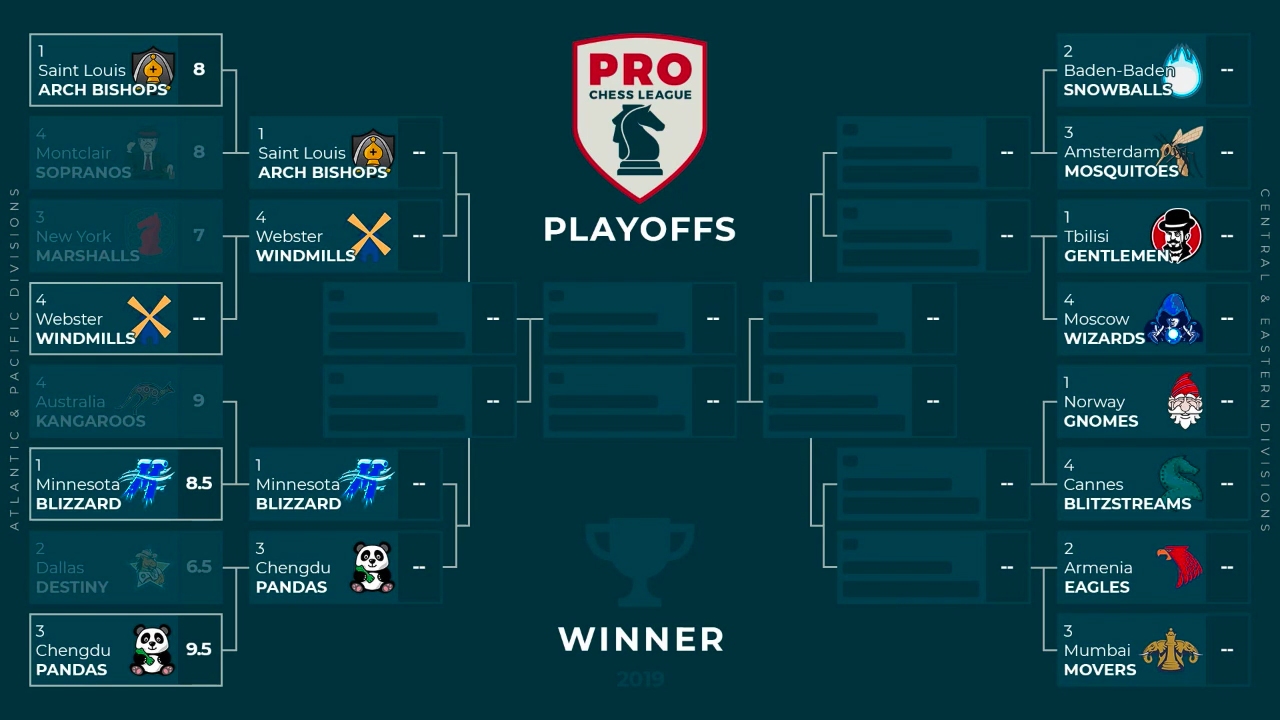 1
Saint Louis
ARCH BISHOPS
8
4
Montclair
SOPRANOS
8
3
New York
MARSHALLS
7
4
Webster
WINDMILLS
--
4
Australia
KANGAROOS
9
1
Minnesota
BLIZZARD
8.5
2
Dallas
DESTINY
6.5
3
Chengdu
PANDAS
9.5
ATLANTIC & PACIFIC DIVISIONS
1
Saint Louis
ARCH BISHOPS
--
4
Webster
WINDMILLS
--
1
Minnesota
BLIZZARD
--
3
Chengdu
PANDAS
--
--
--
PRO
CHESS LEAGUE
PLAYOFFS
--
--
WINNER
2019
--
--
--
--
--
--
2
Baden-Baden
SNOWBALLS
--
3
Amsterdam
MOSQUITOES
--
1
Tbilisi
GENTLEMEN
--
4
Moscow
WIZARDS
--
1
Norway
GNOMES
--
4
Cannes
BLITZSTREAMS
--
2
Armenia
EAGLES
--
3
Mumbai
MOVERS
--
CENTRAL & EASTERN DIVISIONS